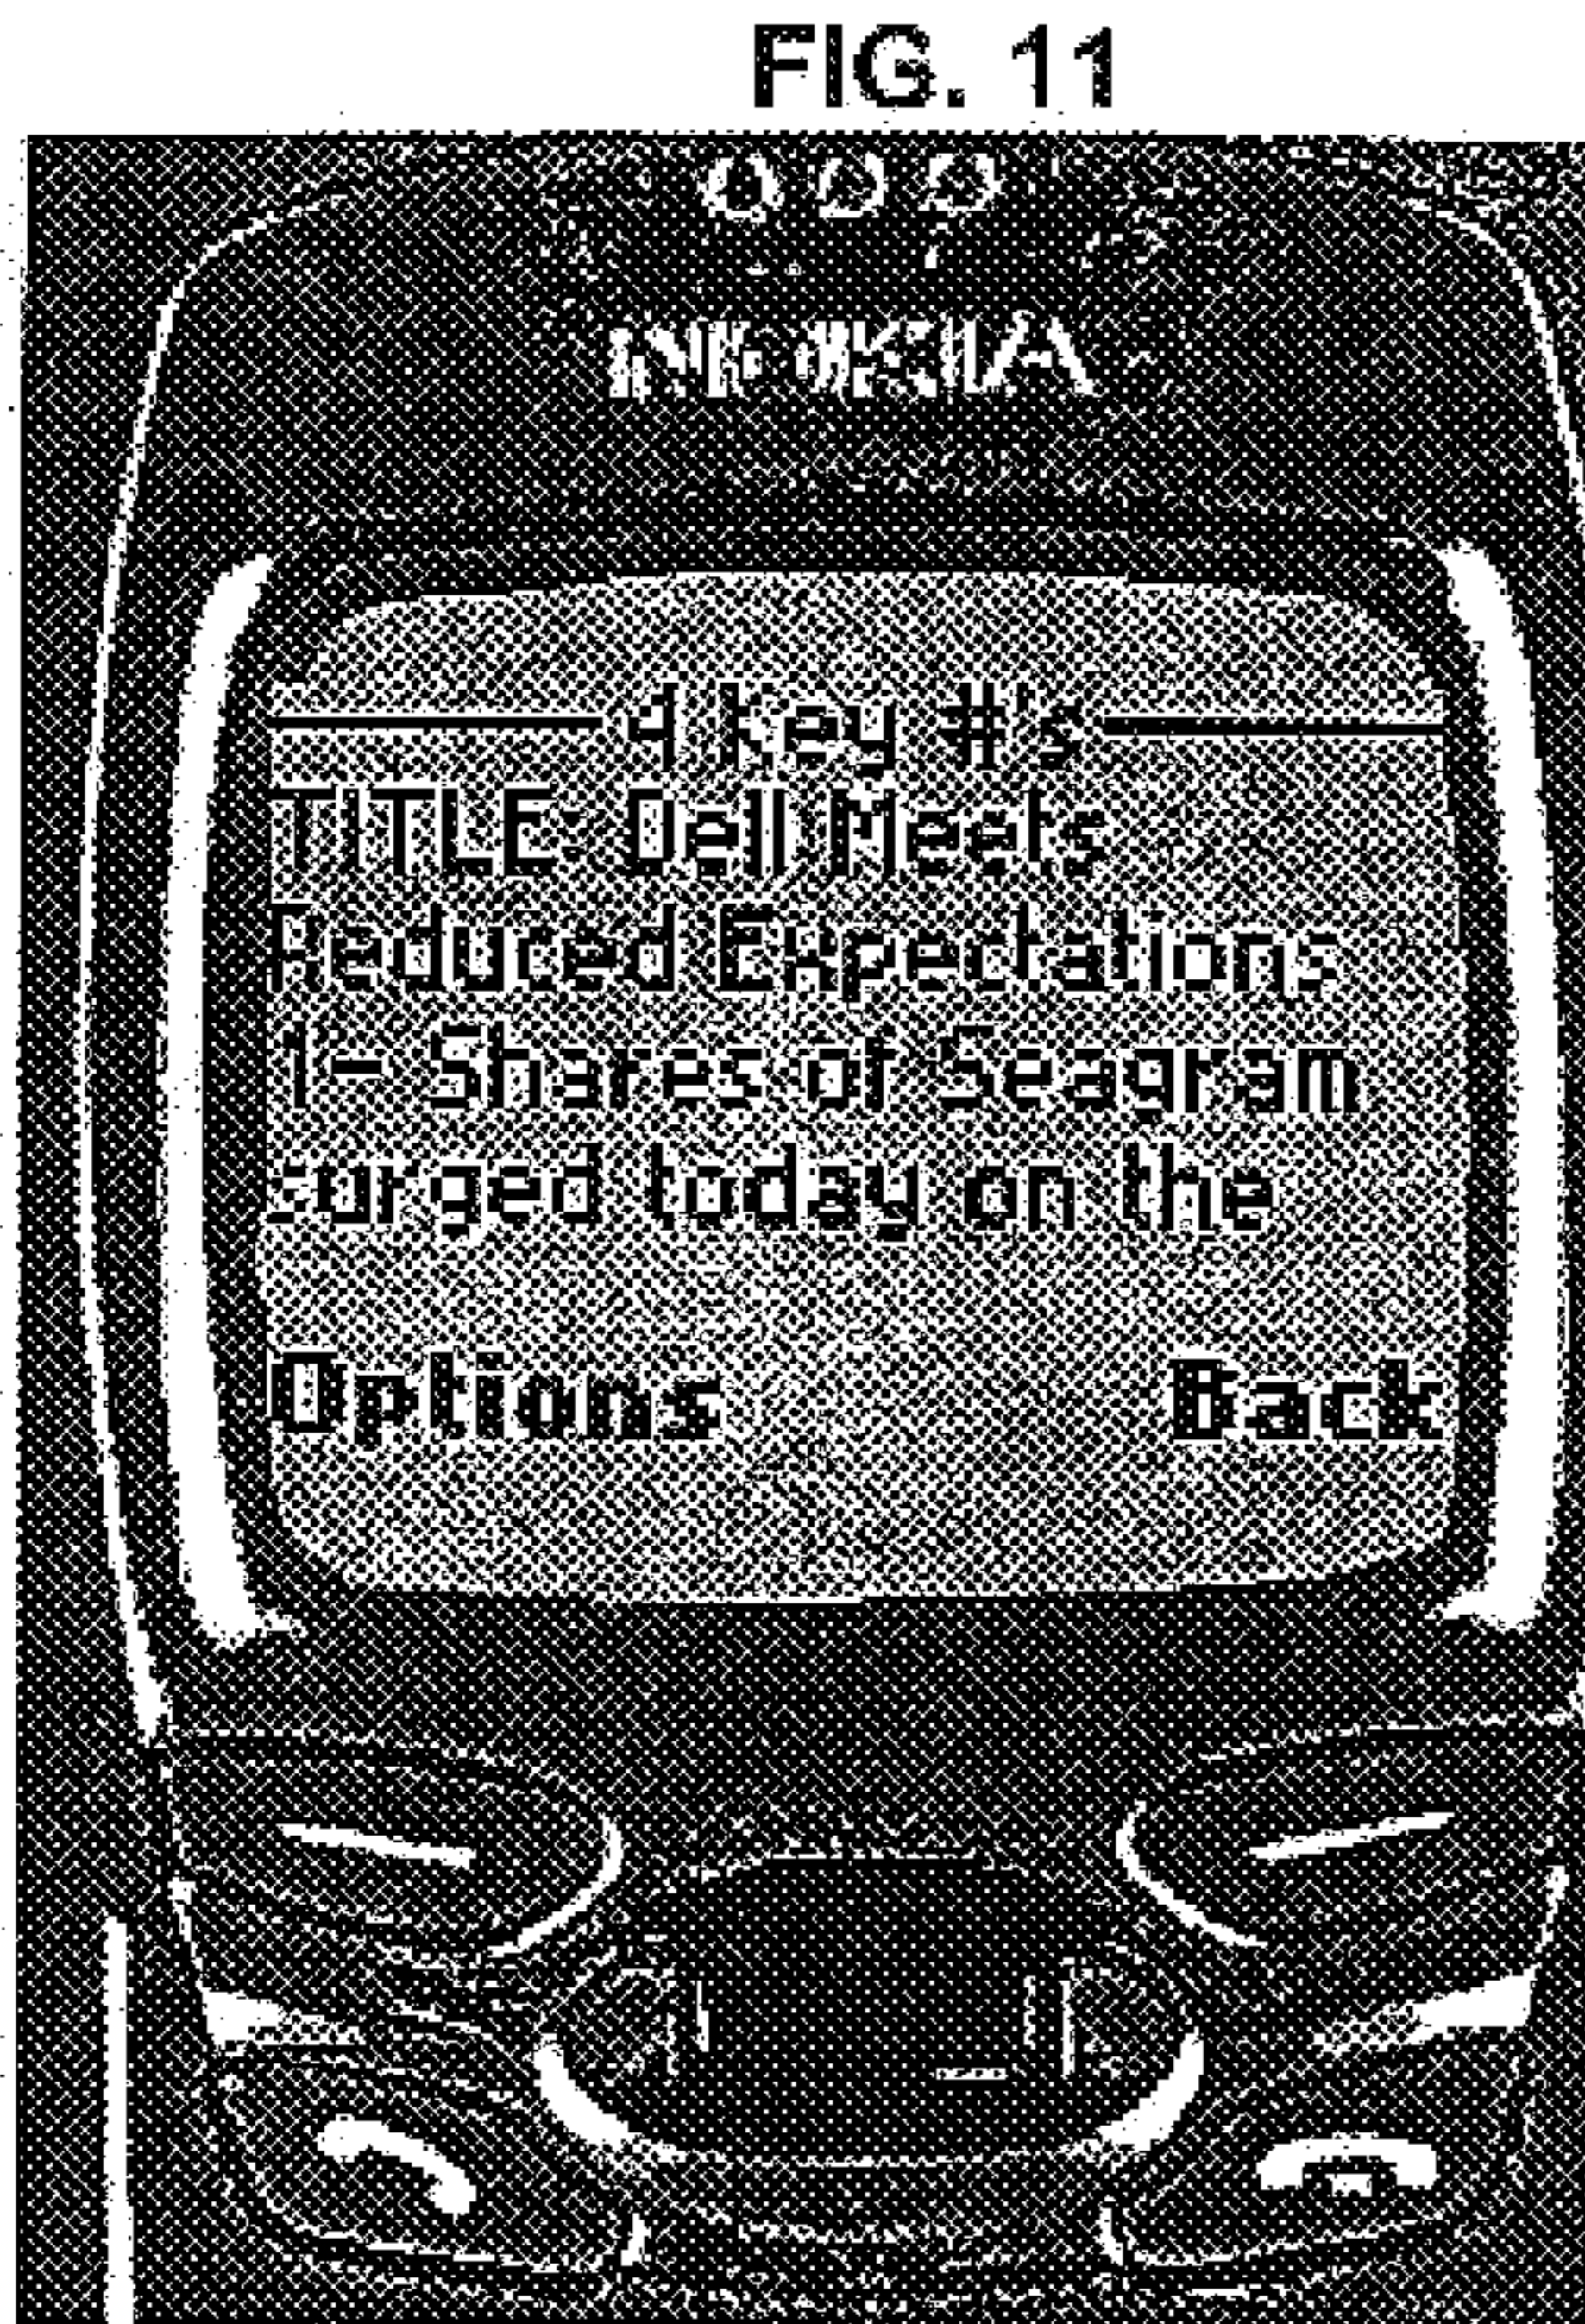 FIG. 11
NOKIA
4 Key #'s
TITLE- Dell Meets
Reduced Expectations
1- Shares of Seagram
surged today on the
Options Back